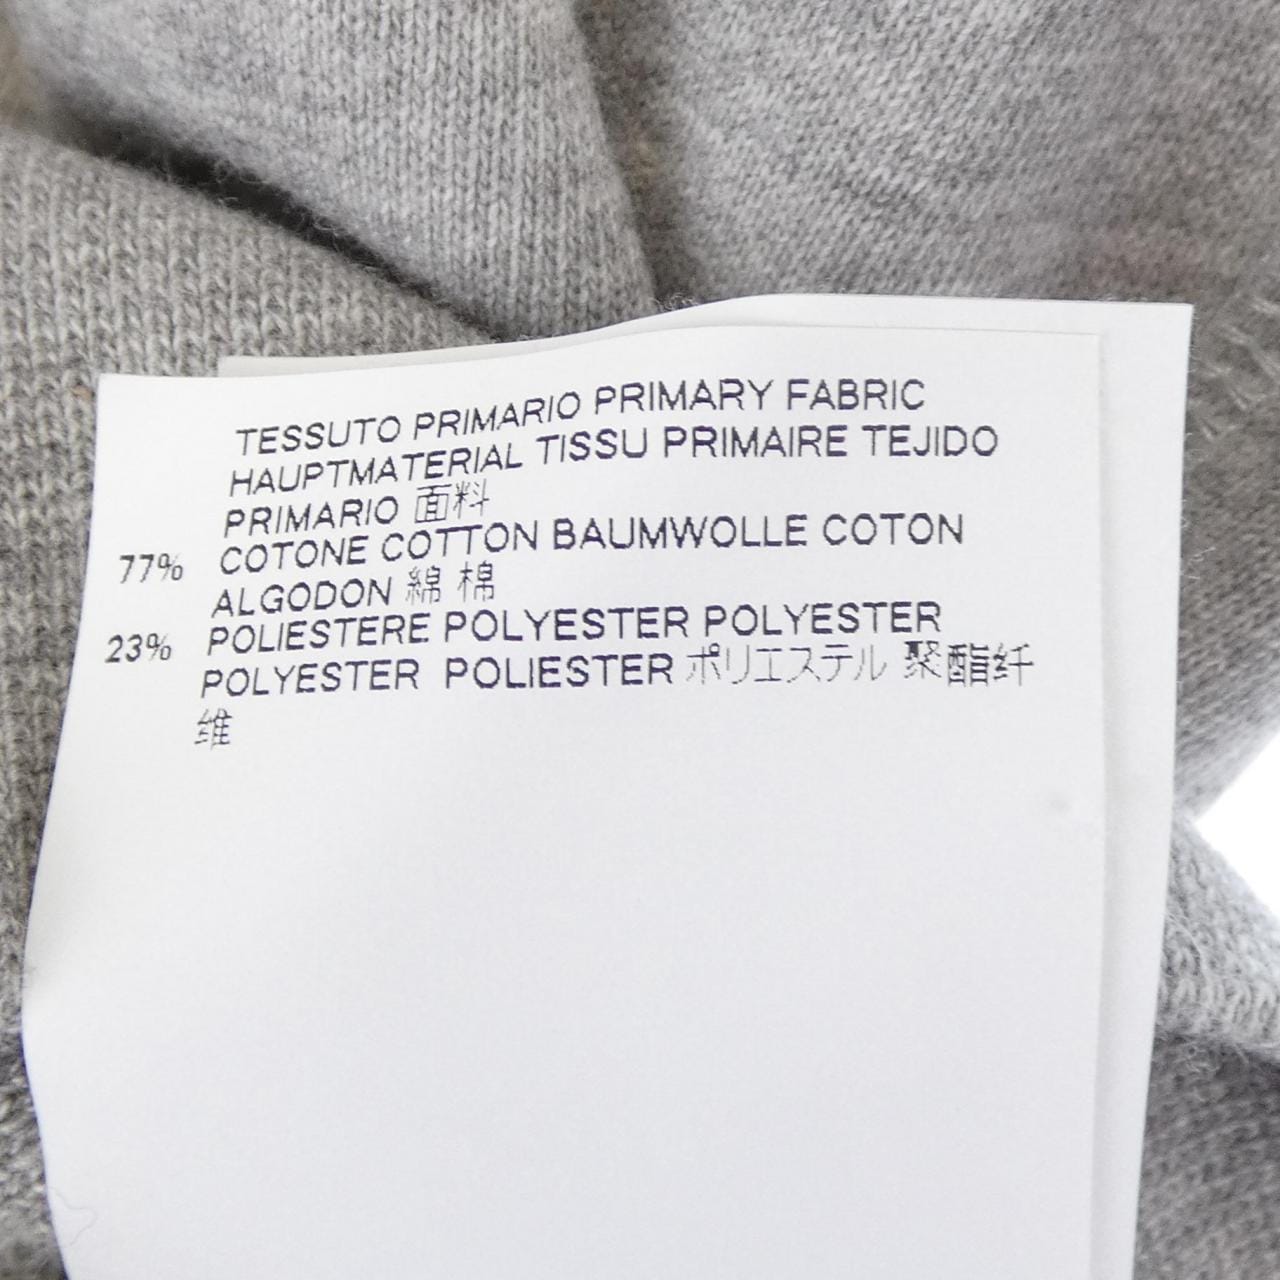 TESSUTO PRIMARIO PRIMARY FABRIC
HAUPTMATERIAL TISSU PRIMAIRE TEJIDO
PRIMARIO 面料
77% COTONE COTTON BAUMWOLLE COTON
ALGODON 綿 棉
23% POLIESTERE POLYESTER POLYESTER
POLYESTER POLIESTER ポリエステル 聚酯纤
维